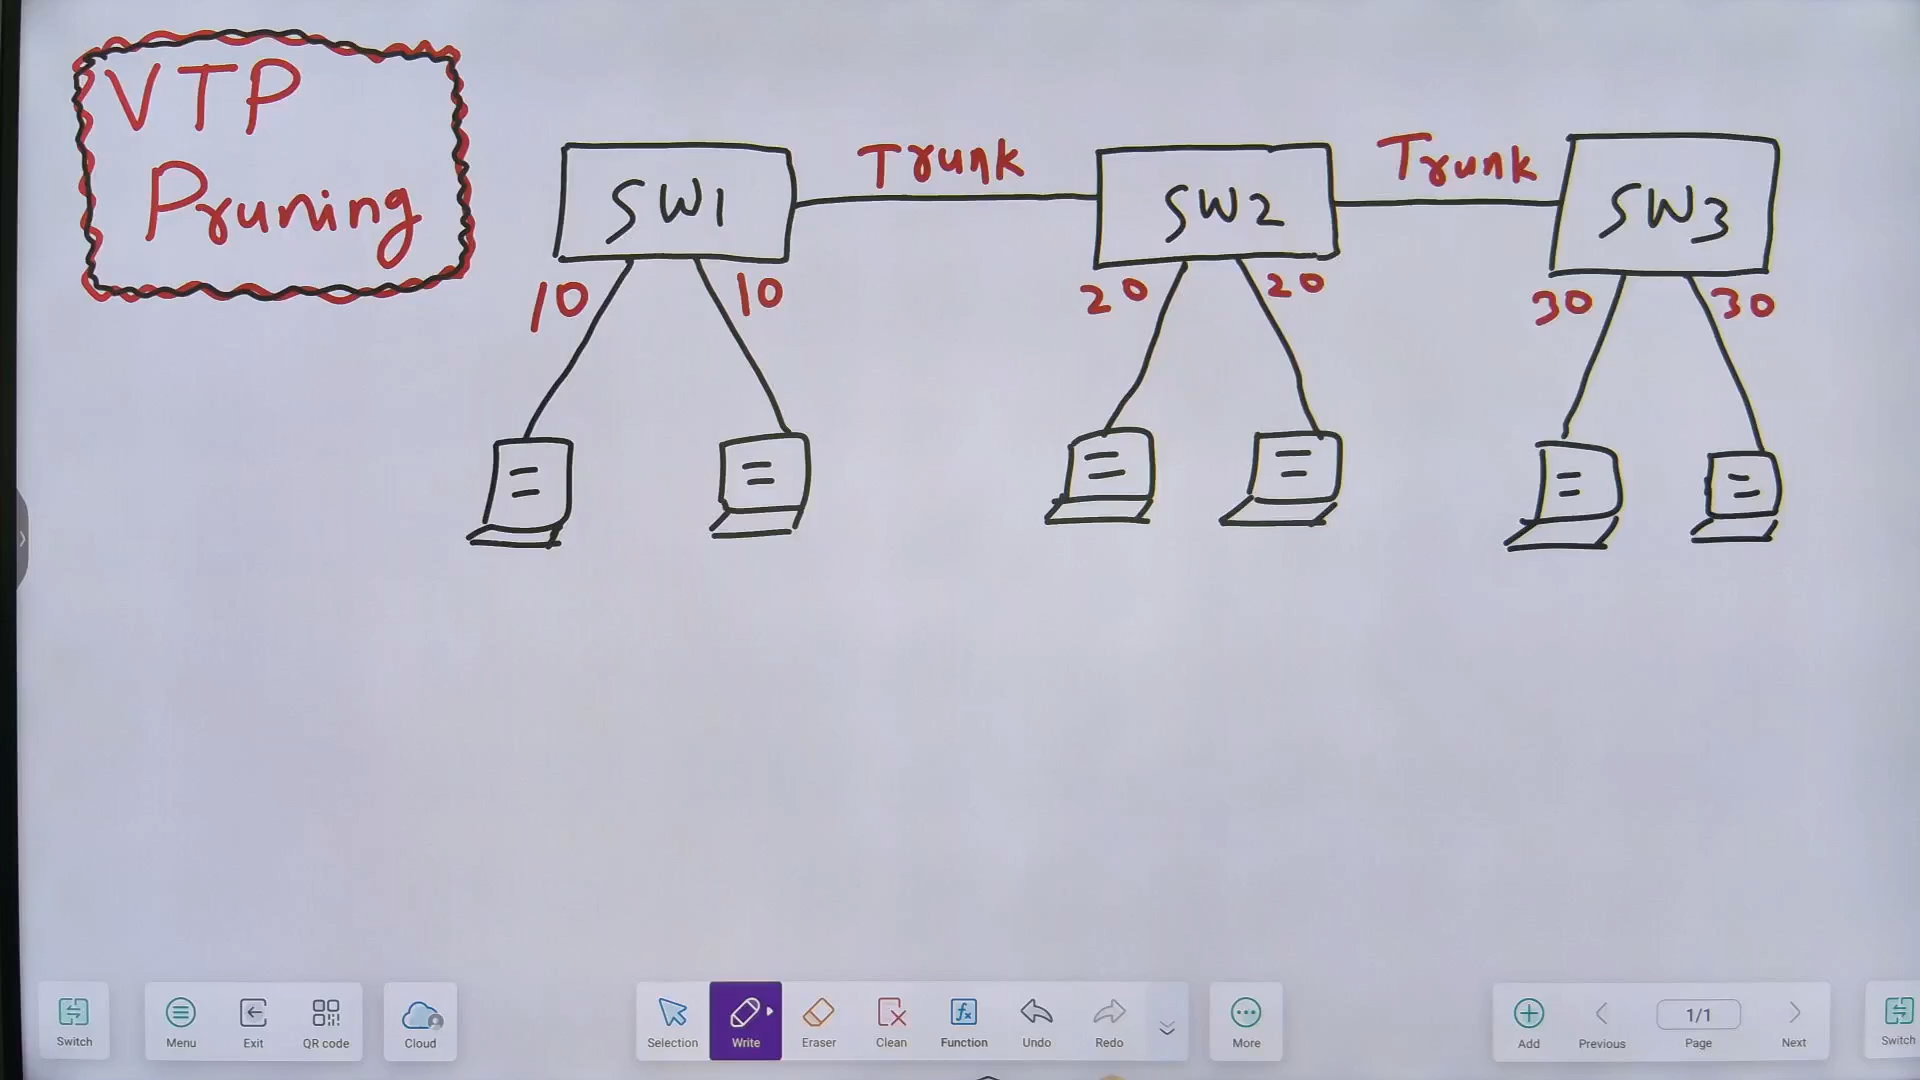 VTP
Pruning
SW1
Trunk
SW2
Trunk
SW3
10
10
20
20
30
30
Switch
Menu
Exit
QR code
Cloud
Selection
Write
Eraser
Clean
Function
Undo
Redo
More
Add
Previous
1/1
Page
Next
Switch